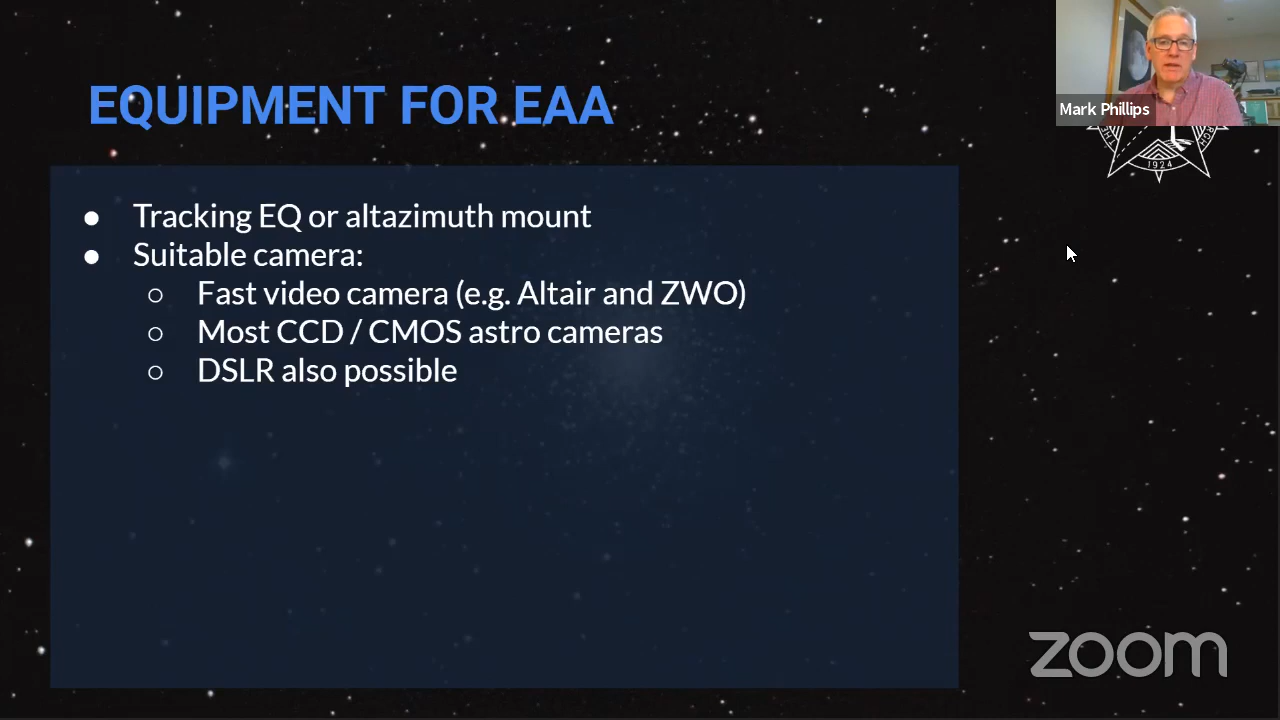 EQUIPMENT FOR EAA
Mark Phillips
1924
● Tracking EQ or altazimuth mount
● Suitable camera:
○ Fast video camera (e.g. Altair and ZWO)
○ Most CCD / CMOS astro cameras
○ DSLR also possible
zoom